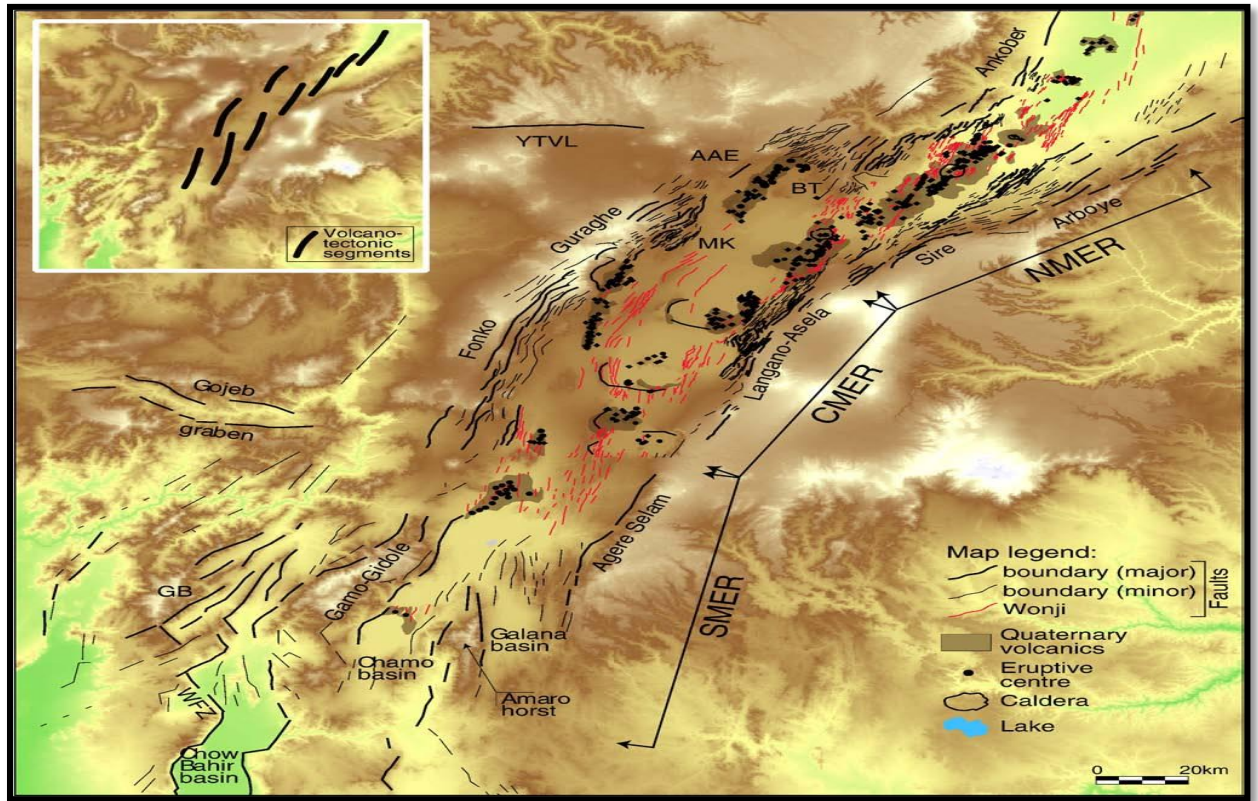 Volcano-
tectonic
segments
Ankober
YTVL
AAE
BT
Guraghe
MK
Arboye
Sire
NMER
Fonko
Langano-Asela
CMER
Gojeb
graben
Agere Selam
SMER
GB
Gamo-Gidole
Galana
basin
Chamo
basin
Amaro
horst
WFZ
Chow
Bahir
basin
Map legend:
boundary (major)
boundary (minor)
Wonji
Faults
Quaternary
volcanics
Eruptive
centre
Caldera
Lake
0 20km